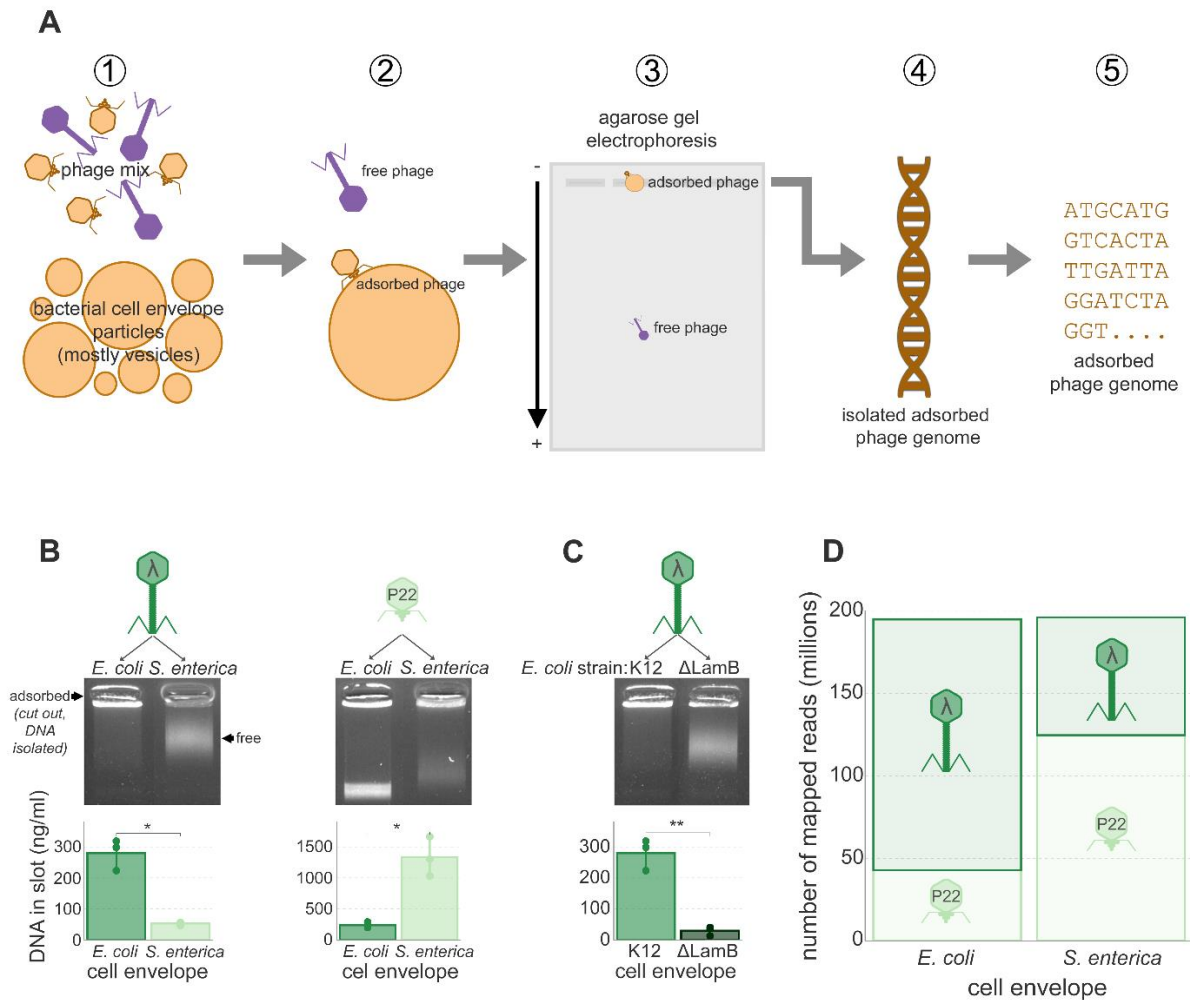 A
① ② ③ ④ ⑤
phage mix
bacterial cell envelope
particles
(mostly vesicles)
free phage
adsorbed phage
agarose gel
electrophoresis
-
adsorbed phage
free phage
+
isolated adsorbed
phage genome
ATGCATG
GTCACTA
TTGATTA
GGATCTA
GGT....
adsorbed
phage genome
B
λ
E. coli S. enterica
adsorbed
(cut out,
DNA
isolated)
free
DNA in slot (ng/ml)
300
200
100
0
*
E. coli S. enterica
cell envelope
P22
E. coli S. enterica
1500
1000
500
0
*
E. coli S. enterica
cel envelope
C
λ
E. coli strain: K12 ΔLamB
300
200
100
0
**
K12 ΔLamB
cell envelope
D
number of mapped reads (millions)
200
150
100
50
0
λ
P22
λ
P22
E. coli S. enterica
cell envelope